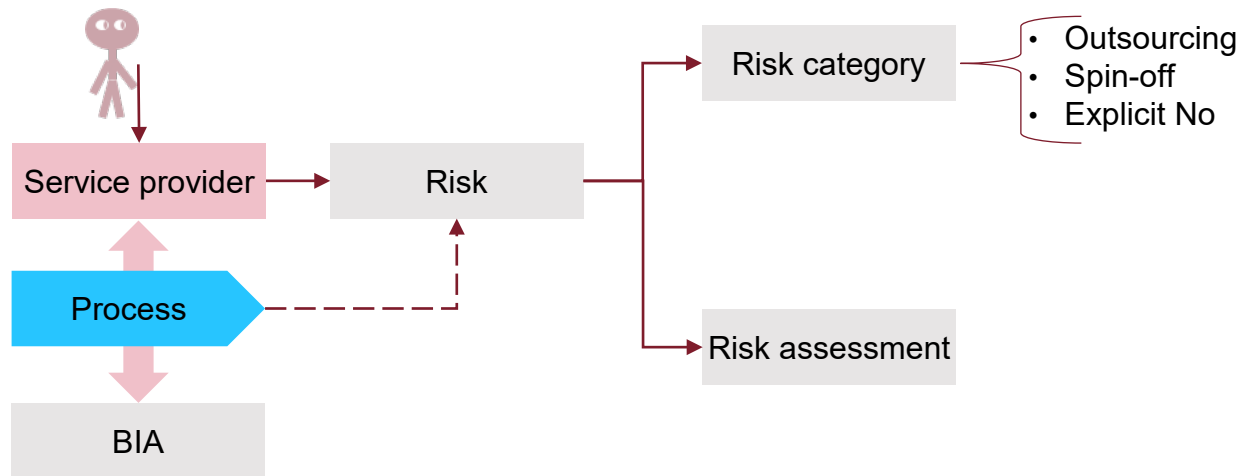 Risk category
• Outsourcing
• Spin-off
• Explicit No
Service provider
Risk
Process
Risk assessment
BIA